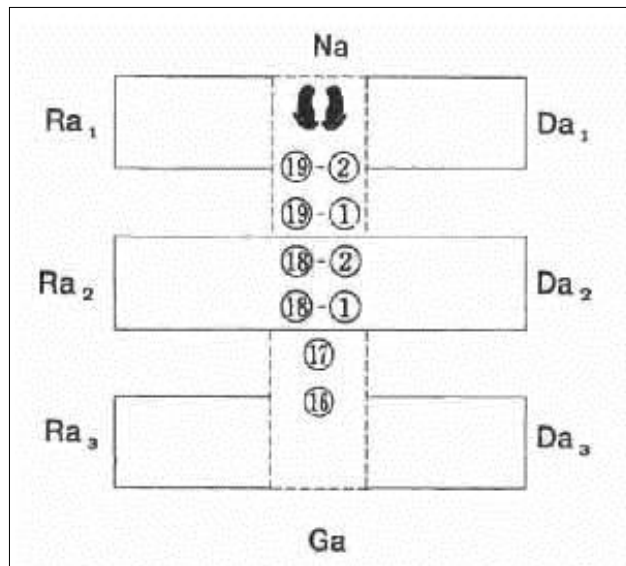 Na
Ra₁ Da₁
⑲-②
⑲-①
⑱-②
Ra₂ Da₂
⑱-①
⑰
⑯
Ra₃ Da₃
Ga